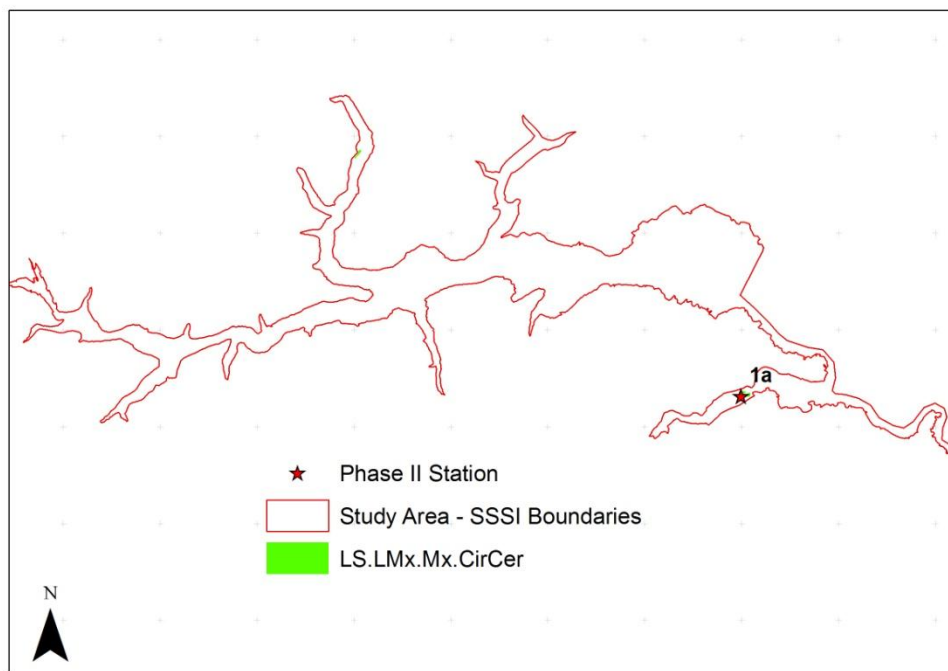 1a
Phase II Station
Study Area - SSSI Boundaries
LS.LMx.Mx.CirCer
N